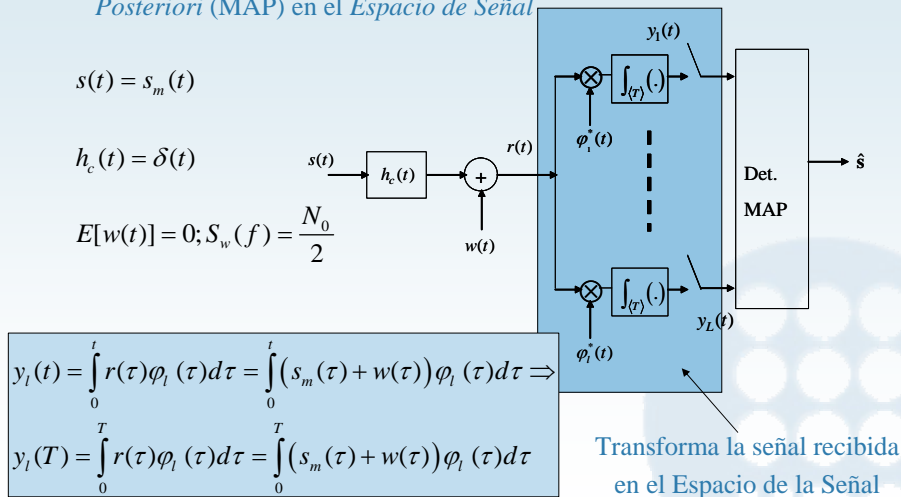 Posteriori (MAP) en el Espacio de Señal
s(t) = s_m(t)
h_c(t) = δ(t)
E[w(t)] = 0; S_w(f) = N_0/2
s(t)
h_c(t)
+
w(t)
r(t)
y_1(t)
∫_⟨T⟩(.)
φ_1^*(t)
∫_⟨T⟩(.)
y_L(t)
φ_l^*(t)
Det.
MAP
ŝ
y_l(t) = ∫_0^t r(τ)φ_l(τ)dτ = ∫_0^t (s_m(τ) + w(τ))φ_l(τ)dτ ⇒
y_l(T) = ∫_0^T r(τ)φ_l(τ)dτ = ∫_0^T (s_m(τ) + w(τ))φ_l(τ)dτ
Transforma la señal recibida
en el Espacio de la Señal